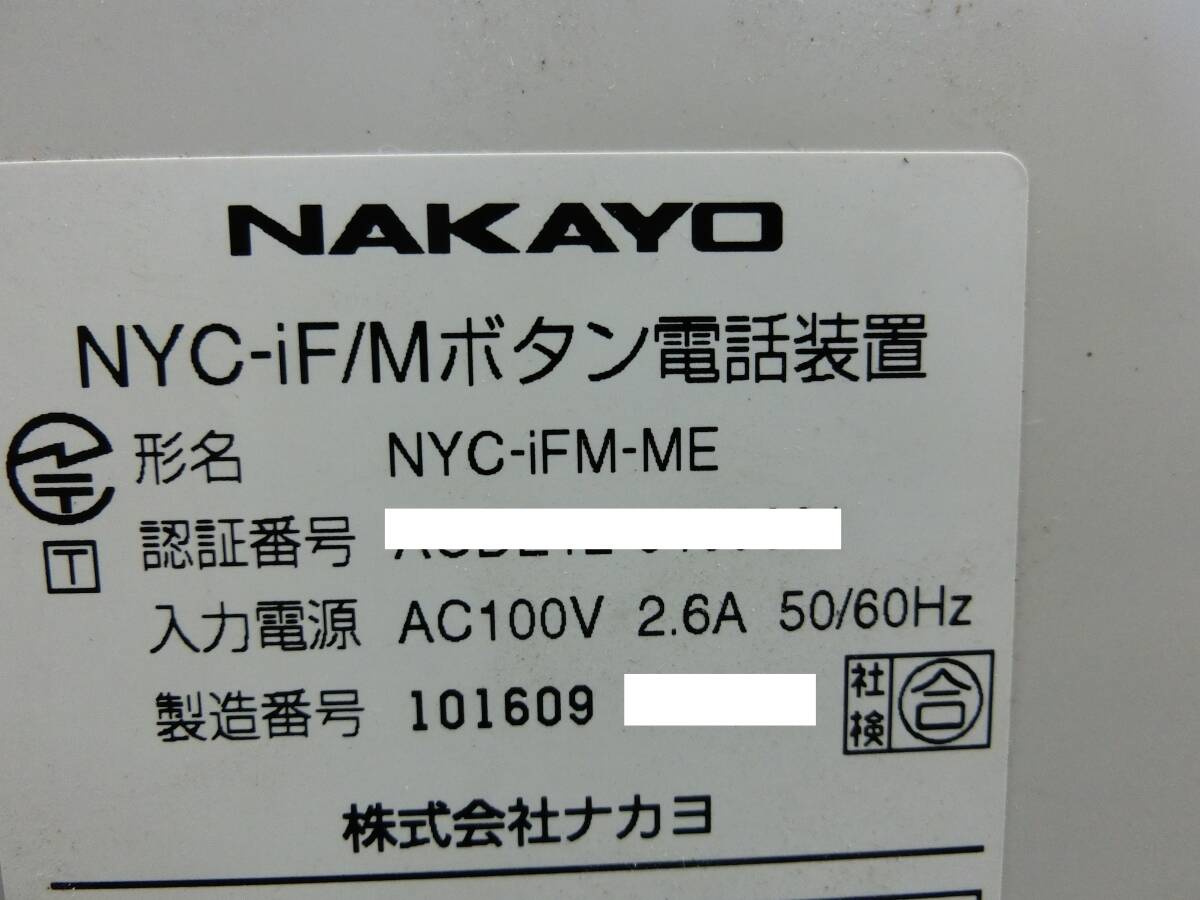 NAKAYO
NYC-iF/Mボタン電話装置
形名 NYC-iFM-ME
認証番号
T
入力電源 AC100V 2.6A 50/60Hz
製造番号 101609
社検 合
株式会社ナカヨ